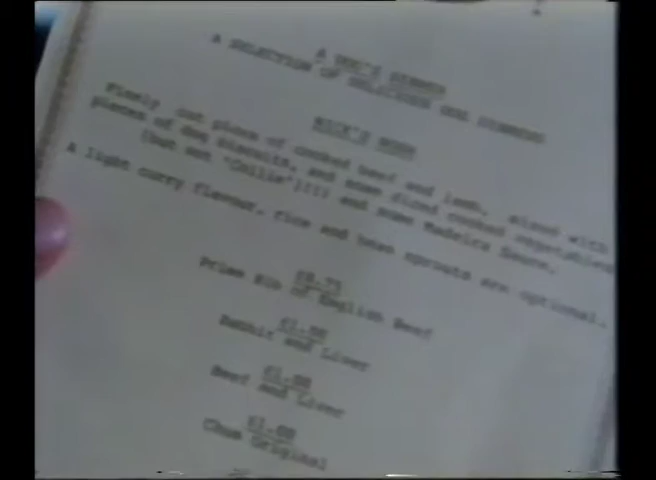 A DOG'S DINNER
A SELECTION OF DELICIOUS DOG DINNERS
Finely cut piece of cooked beef and lamb, mixed with
pieces of dog biscuits, and some diced cooked vegetables
(but not "Collie")!!!! and some Madeira Sauce.
A light curry flavour, rice and bean sprouts are optional.
Prime Rib of English Beef
£1.00
Rabbit and Liver
£1.00
Beef and Liver
£1.00
Chum Original